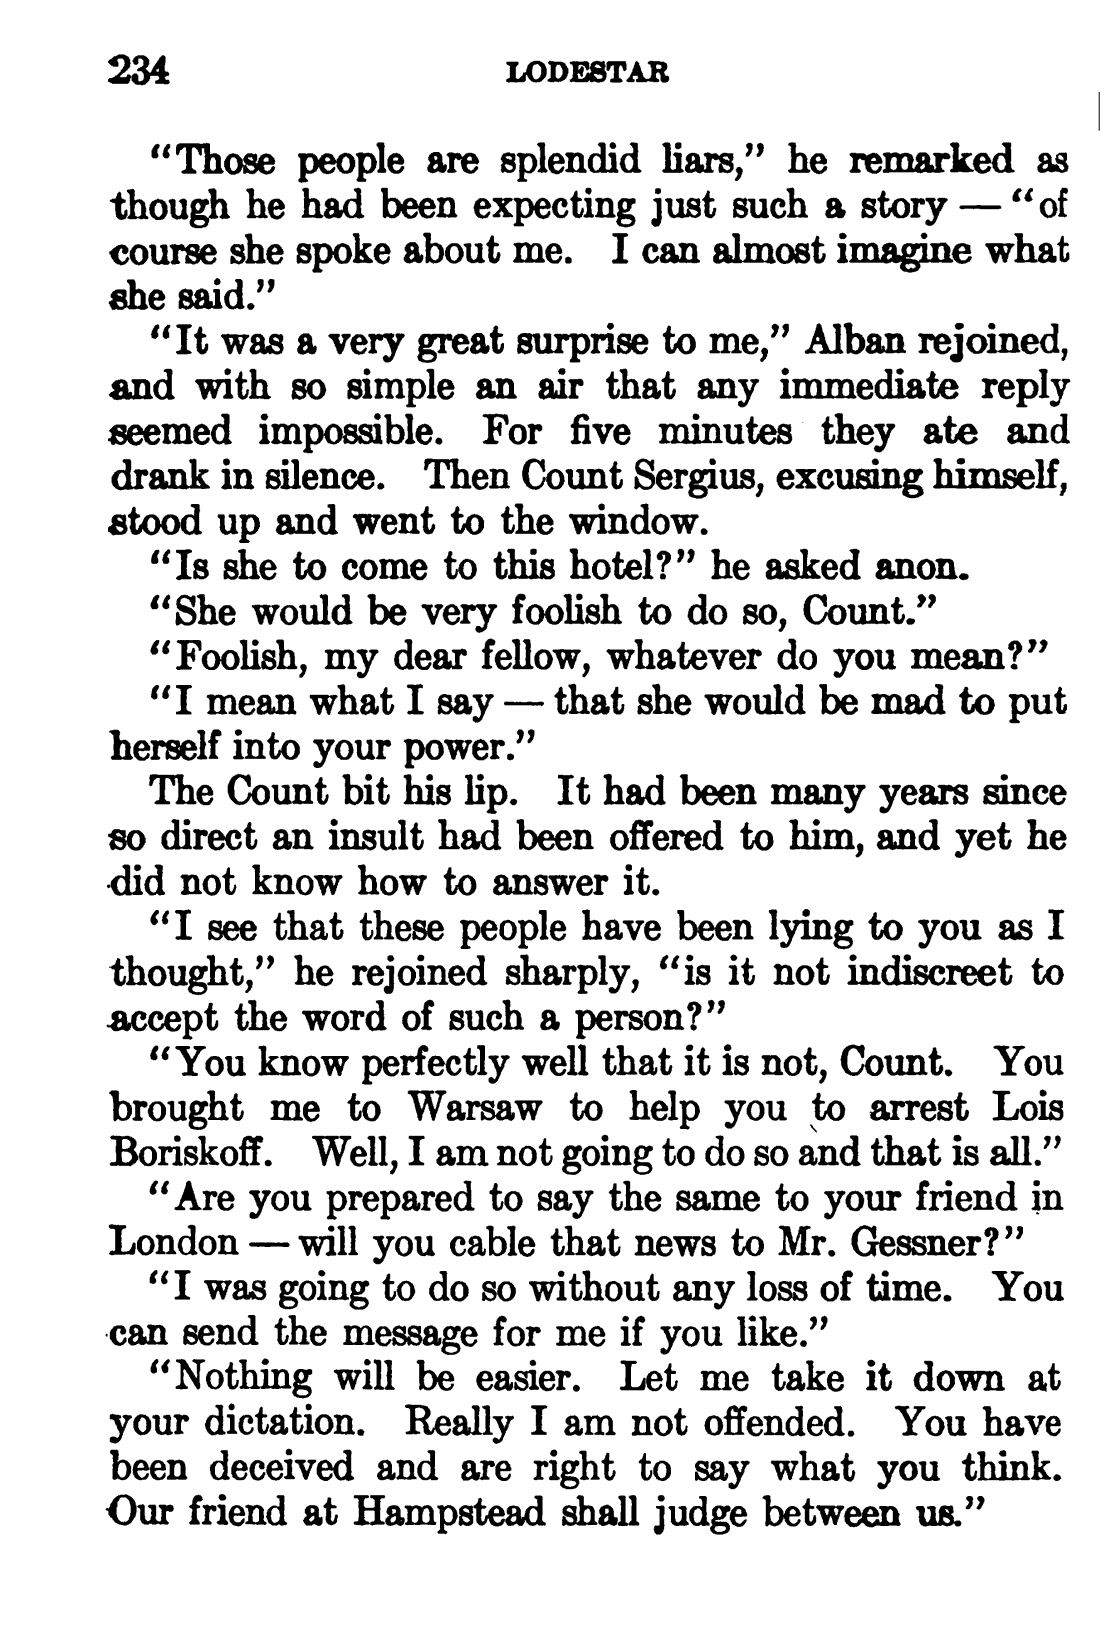 234 LODESTAR
“Those people are splendid liars,” he remarked as
though he had been expecting just such a story — “of
course she spoke about me. I can almost imagine what
she said.”
“It was a very great surprise to me,” Alban rejoined,
and with so simple an air that any immediate reply
seemed impossible. For five minutes they ate and
drank in silence. Then Count Sergius, excusing himself,
stood up and went to the window.
“Is she to come to this hotel?” he asked anon.
“She would be very foolish to do so, Count.”
“Foolish, my dear fellow, whatever do you mean?”
“I mean what I say — that she would be mad to put
herself into your power.”
The Count bit his lip. It had been many years since
so direct an insult had been offered to him, and yet he
did not know how to answer it.
“I see that these people have been lying to you as I
thought,” he rejoined sharply, “is it not indiscreet to
accept the word of such a person?”
“You know perfectly well that it is not, Count. You
brought me to Warsaw to help you to arrest Lois
Boriskoff. Well, I am not going to do so and that is all.”
“Are you prepared to say the same to your friend in
London — will you cable that news to Mr. Gessner?”
“I was going to do so without any loss of time. You
can send the message for me if you like.”
“Nothing will be easier. Let me take it down at
your dictation. Really I am not offended. You have
been deceived and are right to say what you think.
Our friend at Hampstead shall judge between us.”